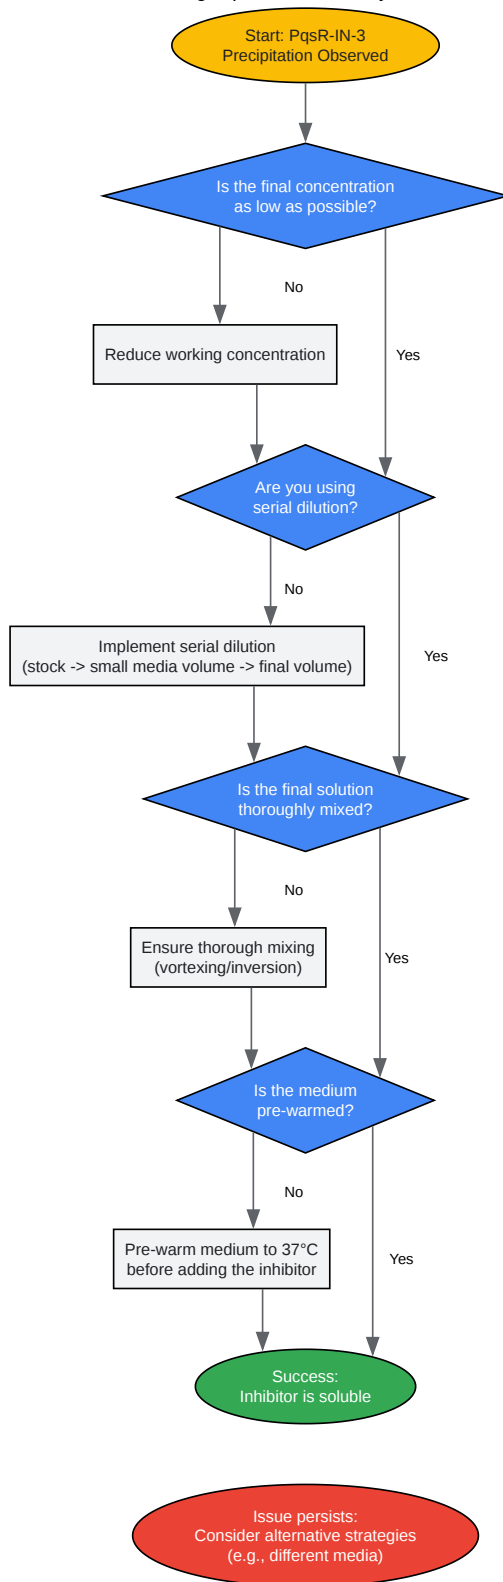 Start: PqsR-IN-3
Precipitation Observed
Is the final concentration
as low as possible?
No
Reduce working concentration
Yes
Are you using
serial dilution?
No
Implement serial dilution
(stock -> small media volume -> final volume)
Yes
Is the final solution
thoroughly mixed?
No
Ensure thorough mixing
(vortexing/inversion)
Yes
Is the medium
pre-warmed?
No
Pre-warm medium to 37°C
before adding the inhibitor
Yes
Success:
Inhibitor is soluble
Issue persists:
Consider alternative strategies
(e.g., different media)